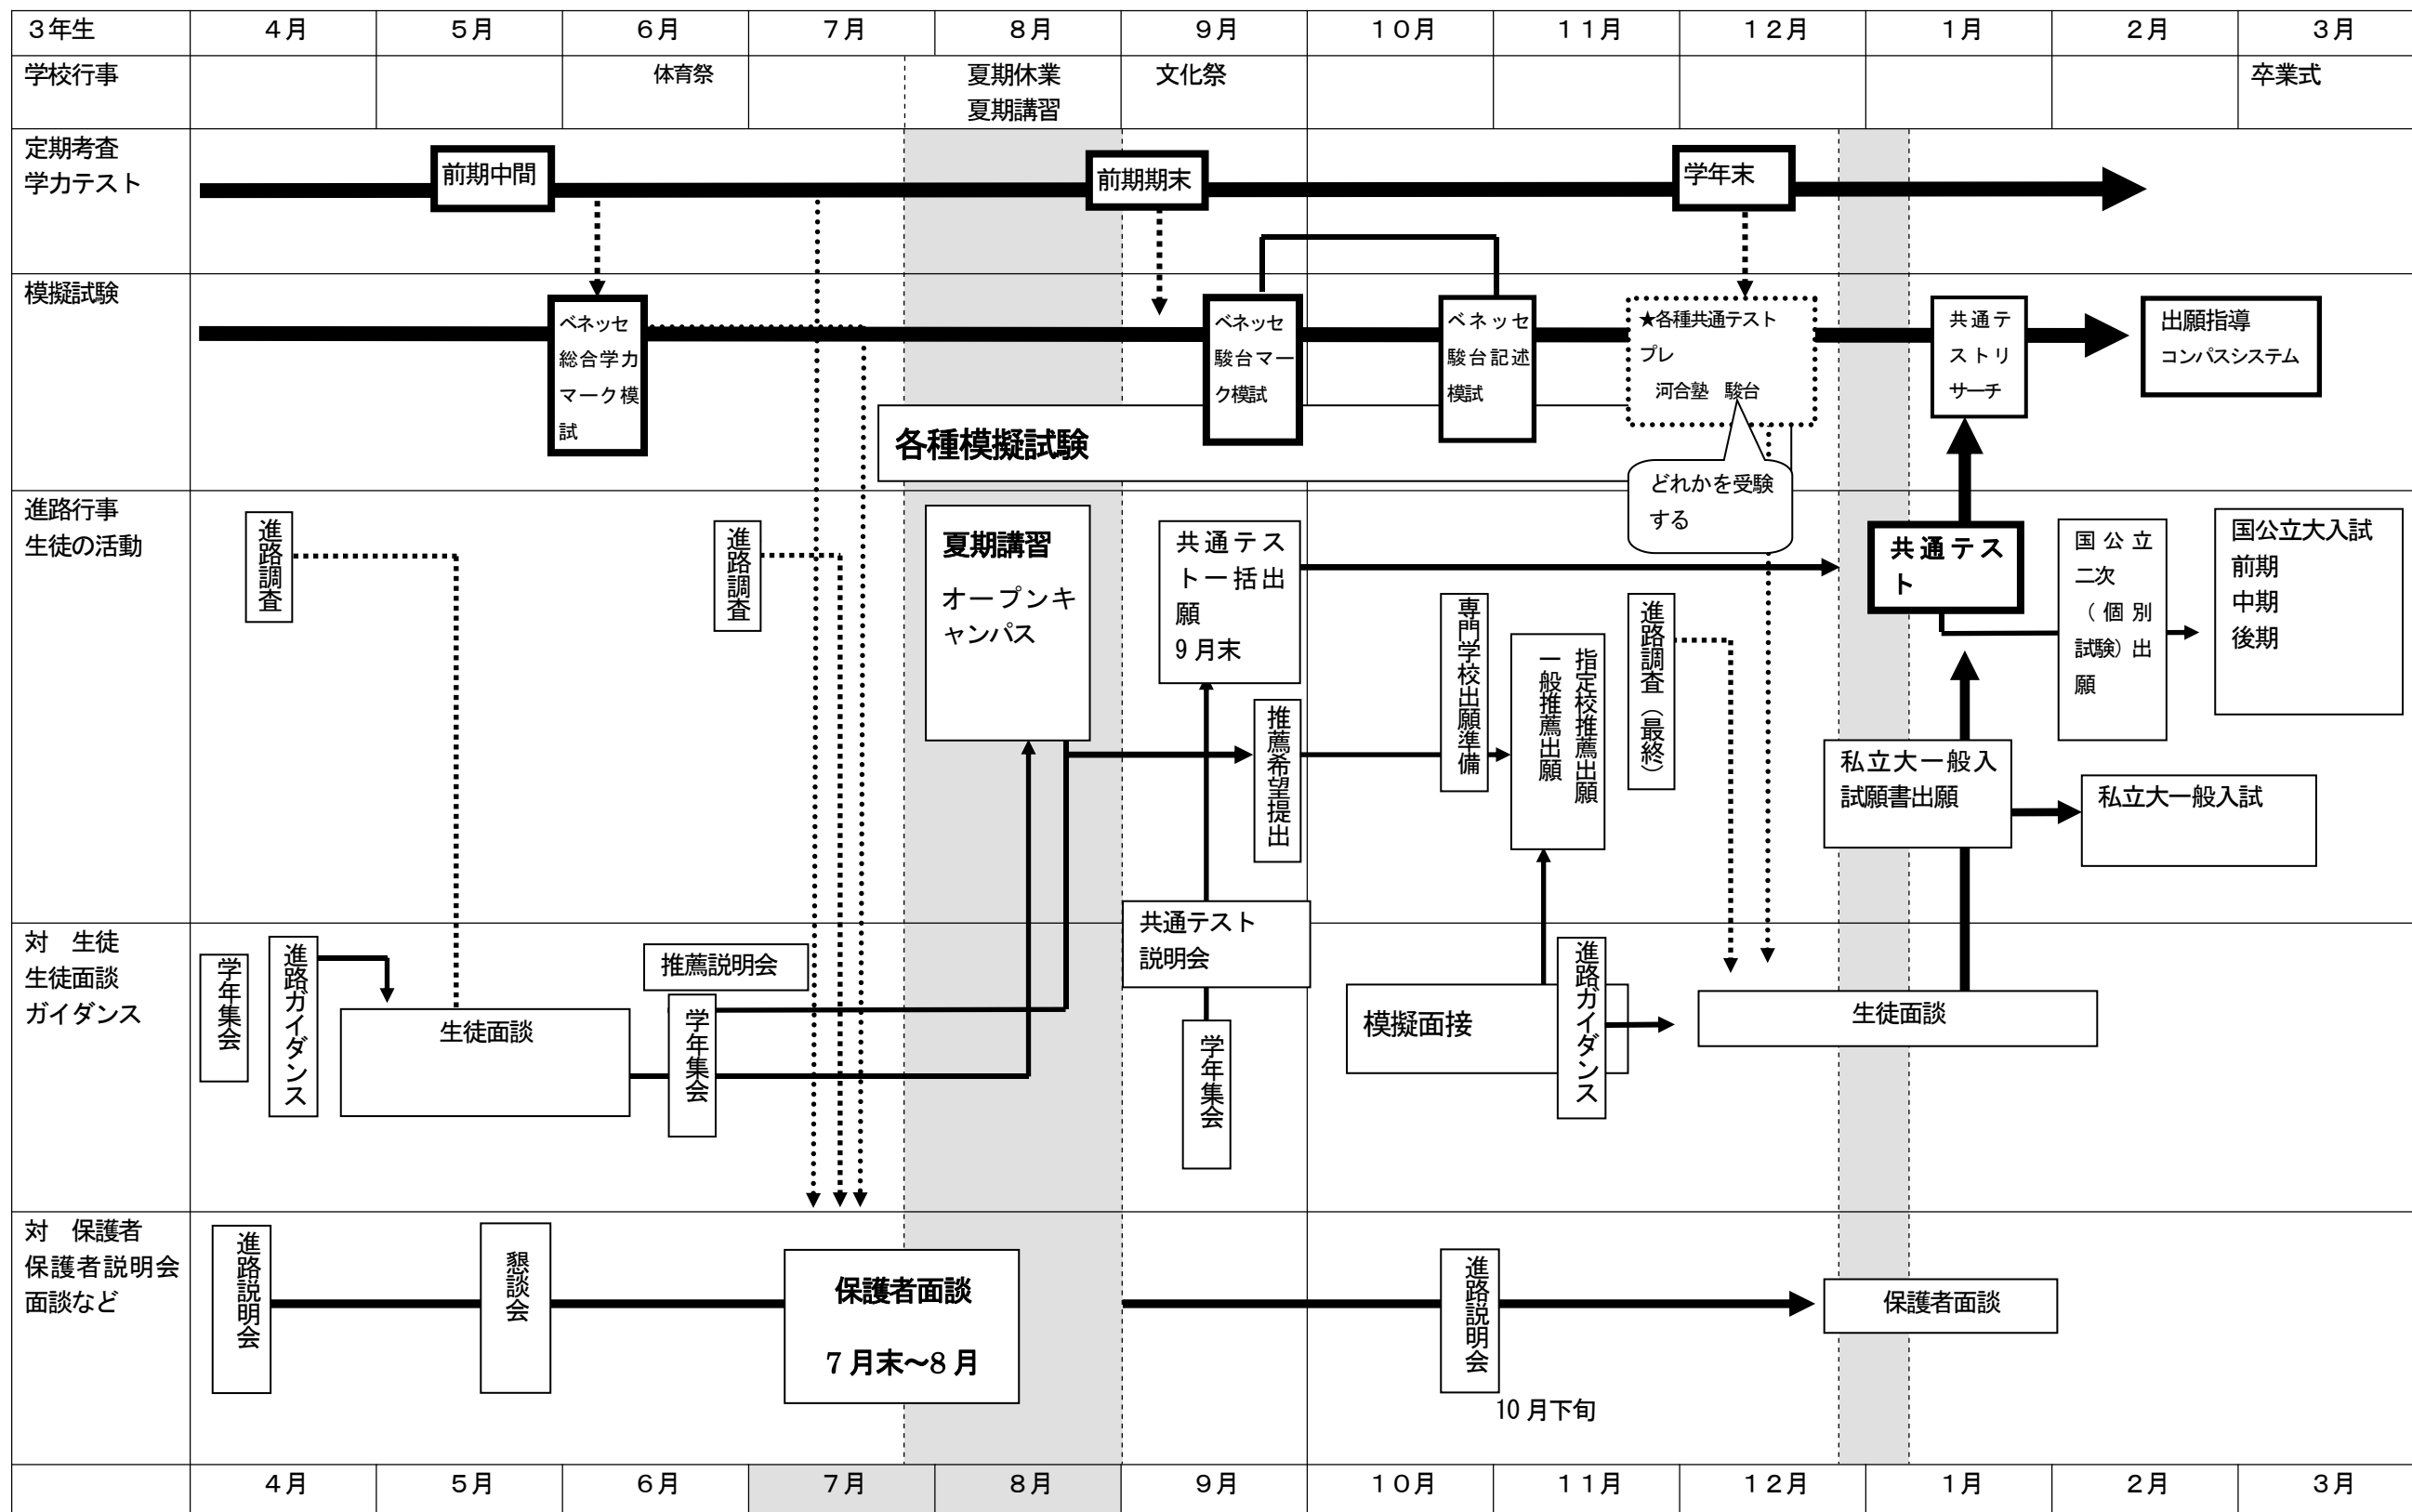 ３年生
４月
５月
６月
７月
８月
９月
１０月
１１月
１２月
１月
２月
３月
学校行事
体育祭
夏期休業
夏期講習
文化祭
卒業式
定期考査
学力テスト
前期中間
前期期末
学年末
模擬試験
ベネッセ
総合学力
マーク模
試
各種模擬試験
ベネッセ
駿台マー
ク模試
ベネッセ
駿台記述
模試
★各種共通テスト
プレ
河合塾　駿台
どれかを受験
する
共通テ
ストリ
サーチ
出願指導
コンパスシステム
進路行事
生徒の活動
進路調査
進路調査
夏期講習
オープンキ
ャンパス
共通テス
ト一括出
願
9 月末
推薦希望提出
専門学校出願準備
指定校推薦出願
一般推薦出願
進路調査（最終）
共通テス
ト
私立大一般入
試願書出願
国公立
二次
（個別
試験）出
願
国公立大入試
前期
中期
後期
私立大一般入試
対　生徒
生徒面談
ガイダンス
学年集会
進路ガイダンス
生徒面談
推薦説明会
学年集会
共通テスト
説明会
学年集会
模擬面接
進路ガイダンス
生徒面談
対　保護者
保護者説明会
面談など
進路説明会
懇談会
保護者面談
7 月末～8 月
進路説明会
10 月下旬
保護者面談
４月
５月
６月
７月
８月
９月
１０月
１１月
１２月
１月
２月
３月